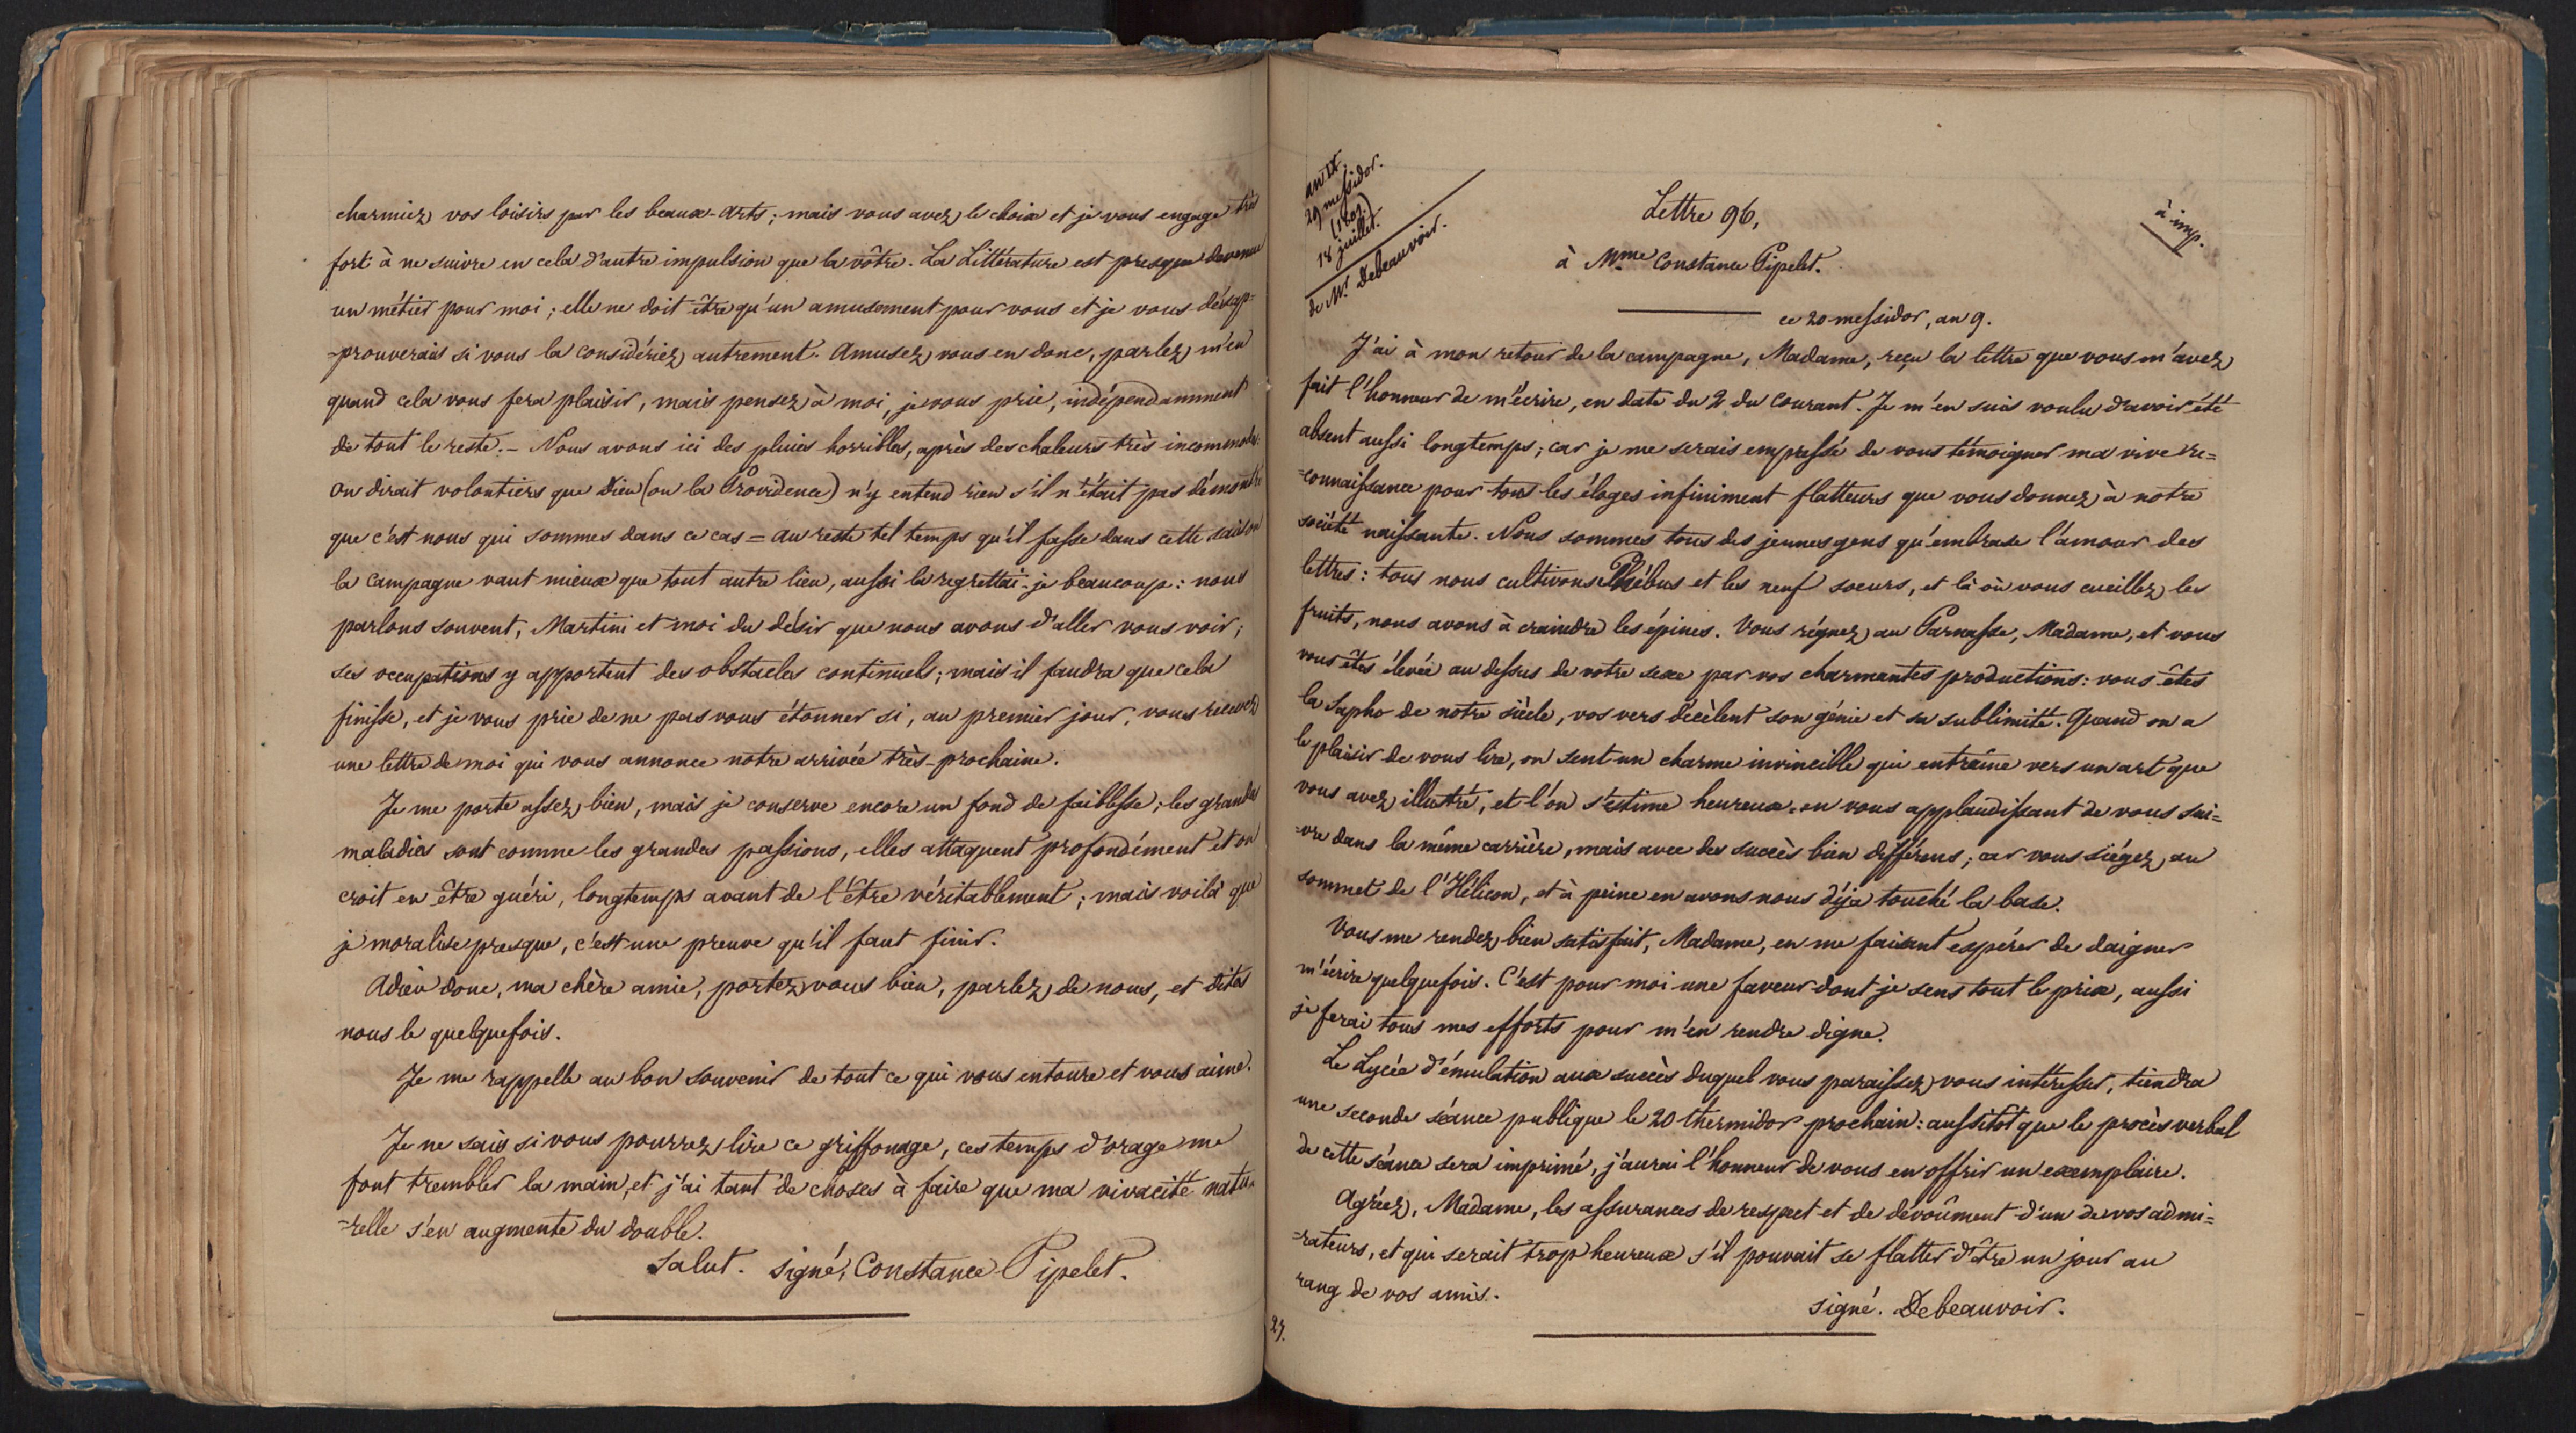 charmiez vos loisirs par les beaux-arts; mais vous avez le choix et je vous engage très
fort à ne suivre en cela d'autre impulsion que la vôtre. La Littérature est presque devenue
un métier pour moi; elle ne doit être qu'un amusement pour vous et je vous désap=
-prouverais si vous la considériez autrement. Amusez vous en donc, parlez m'en
quand cela vous fera plaisir, mais pensez à moi, je vous prie, indépendamment
de tout le reste. - Nous avons ici des pluies horribles, après des chaleurs très incommodes.
on dirait volontiers que Dieu (ou la Providence) n'y entend rien s'il n'était pas démontré
que c'est nous qui sommes dans ce cas = au reste tel temps qu'il fasse dans cette saison
la campagne vaut mieux que tout autre lieu, aussi la regrettai-je beaucoup: nous
parlons souvent, Martini et moi du désir que nous avons d'aller vous voir;
ses occupations y apportent des obstacles continuels; mais il faudra que cela
finisse, et je vous prie de ne pas vous étonner si, au premier jour, vous recevez
une lettre de moi qui vous annonce notre arrivée très-prochaine.
Je me porte assez bien, mais je conserve encore un fond de faiblesse; les grandes
maladies sont comme les grandes passions, elles attaquent profondément et on
croit en être guéri, longtemps avant de l'être véritablement; mais voilà que
je moralise presque, c'est une preuve qu'il faut finir.
Adieu donc, ma chère amie, portez vous bien, parlez de nous, et dites
nous le quelquefois.
Je me rappelle au bon souvenir de tout ce qui vous entoure et vous aime.
Je ne sais si vous pourrez lire ce griffonage, ces temps d'orage me
font trembler la main, et j'ai tant de choses à faire que ma vivacité natu-
-relle s'en augmente du double.
Salut. signé, Constance Pipelet.
an IX
29 messidor.
(1801)
18 juillet.
de Mr. Debeauvoir.
Lettre 96,
à imp.
à Mme Constance Pipelet.
ce 20 messidor, an 9.
J'ai à mon retour de la campagne, Madame, reçu la lettre que vous m'avez
fait l'honneur de m'écrire, en date du 2 du courant. Je m'en suis voulu d'avoir été
absent aussi longtemps; car je me serais empressé de vous témoigner ma vive re=
=connaissance pour tous les éloges infiniment flatteurs que vous donnez à notre
société naissante. Nous sommes tous des jeunes gens qu'embrase l'amour des
lettres: tous nous cultivons Phébus et les neuf soeurs, et là où vous cueillez les
fruits, nous avons à craindre les épines. Vous régnez au Parnasse, Madame, et vous
vous êtes élevée au dessus de votre sexe par vos charmantes productions: vous êtes
la Sapho de notre siècle, vos vers décèlent son génie et sa sublimité. Quand on a
le plaisir de vous lire, on sent un charme invincible qui entraîne vers un art que
vous avez illustré, et l'on s'estime heureux en vous applaudissant de vous sui=
-vre dans la même carrière, mais avec des succès bien différens; car vous siégez au
sommet de l'Hélicon, et à peine en avons nous déja touché la base.
Vous me rendez bien satisfait, Madame, en me faisant espérer de daigner
m'écrire quelquefois. C'est pour moi une faveur dont je sens tout le prix, aussi
je ferai tous mes efforts pour m'en rendre digne.
Le Lycée d'émulation aux succès duquel vous paraissez vous intéresser, tiendra
une seconde séance publique le 20 thermidor prochain: aussitôt que le procès verbal
de cette séance sera imprimé, j'aurai l'honneur de vous en offrir un exemplaire.
Agréez, Madame, les assurances de respect et de dévoûment d'un de vos admi=
-rateurs, et qui serait trop heureux s'il pouvait se flatter d'être un jour au
rang de vos amis.
signé. Debeauvoir.
27.